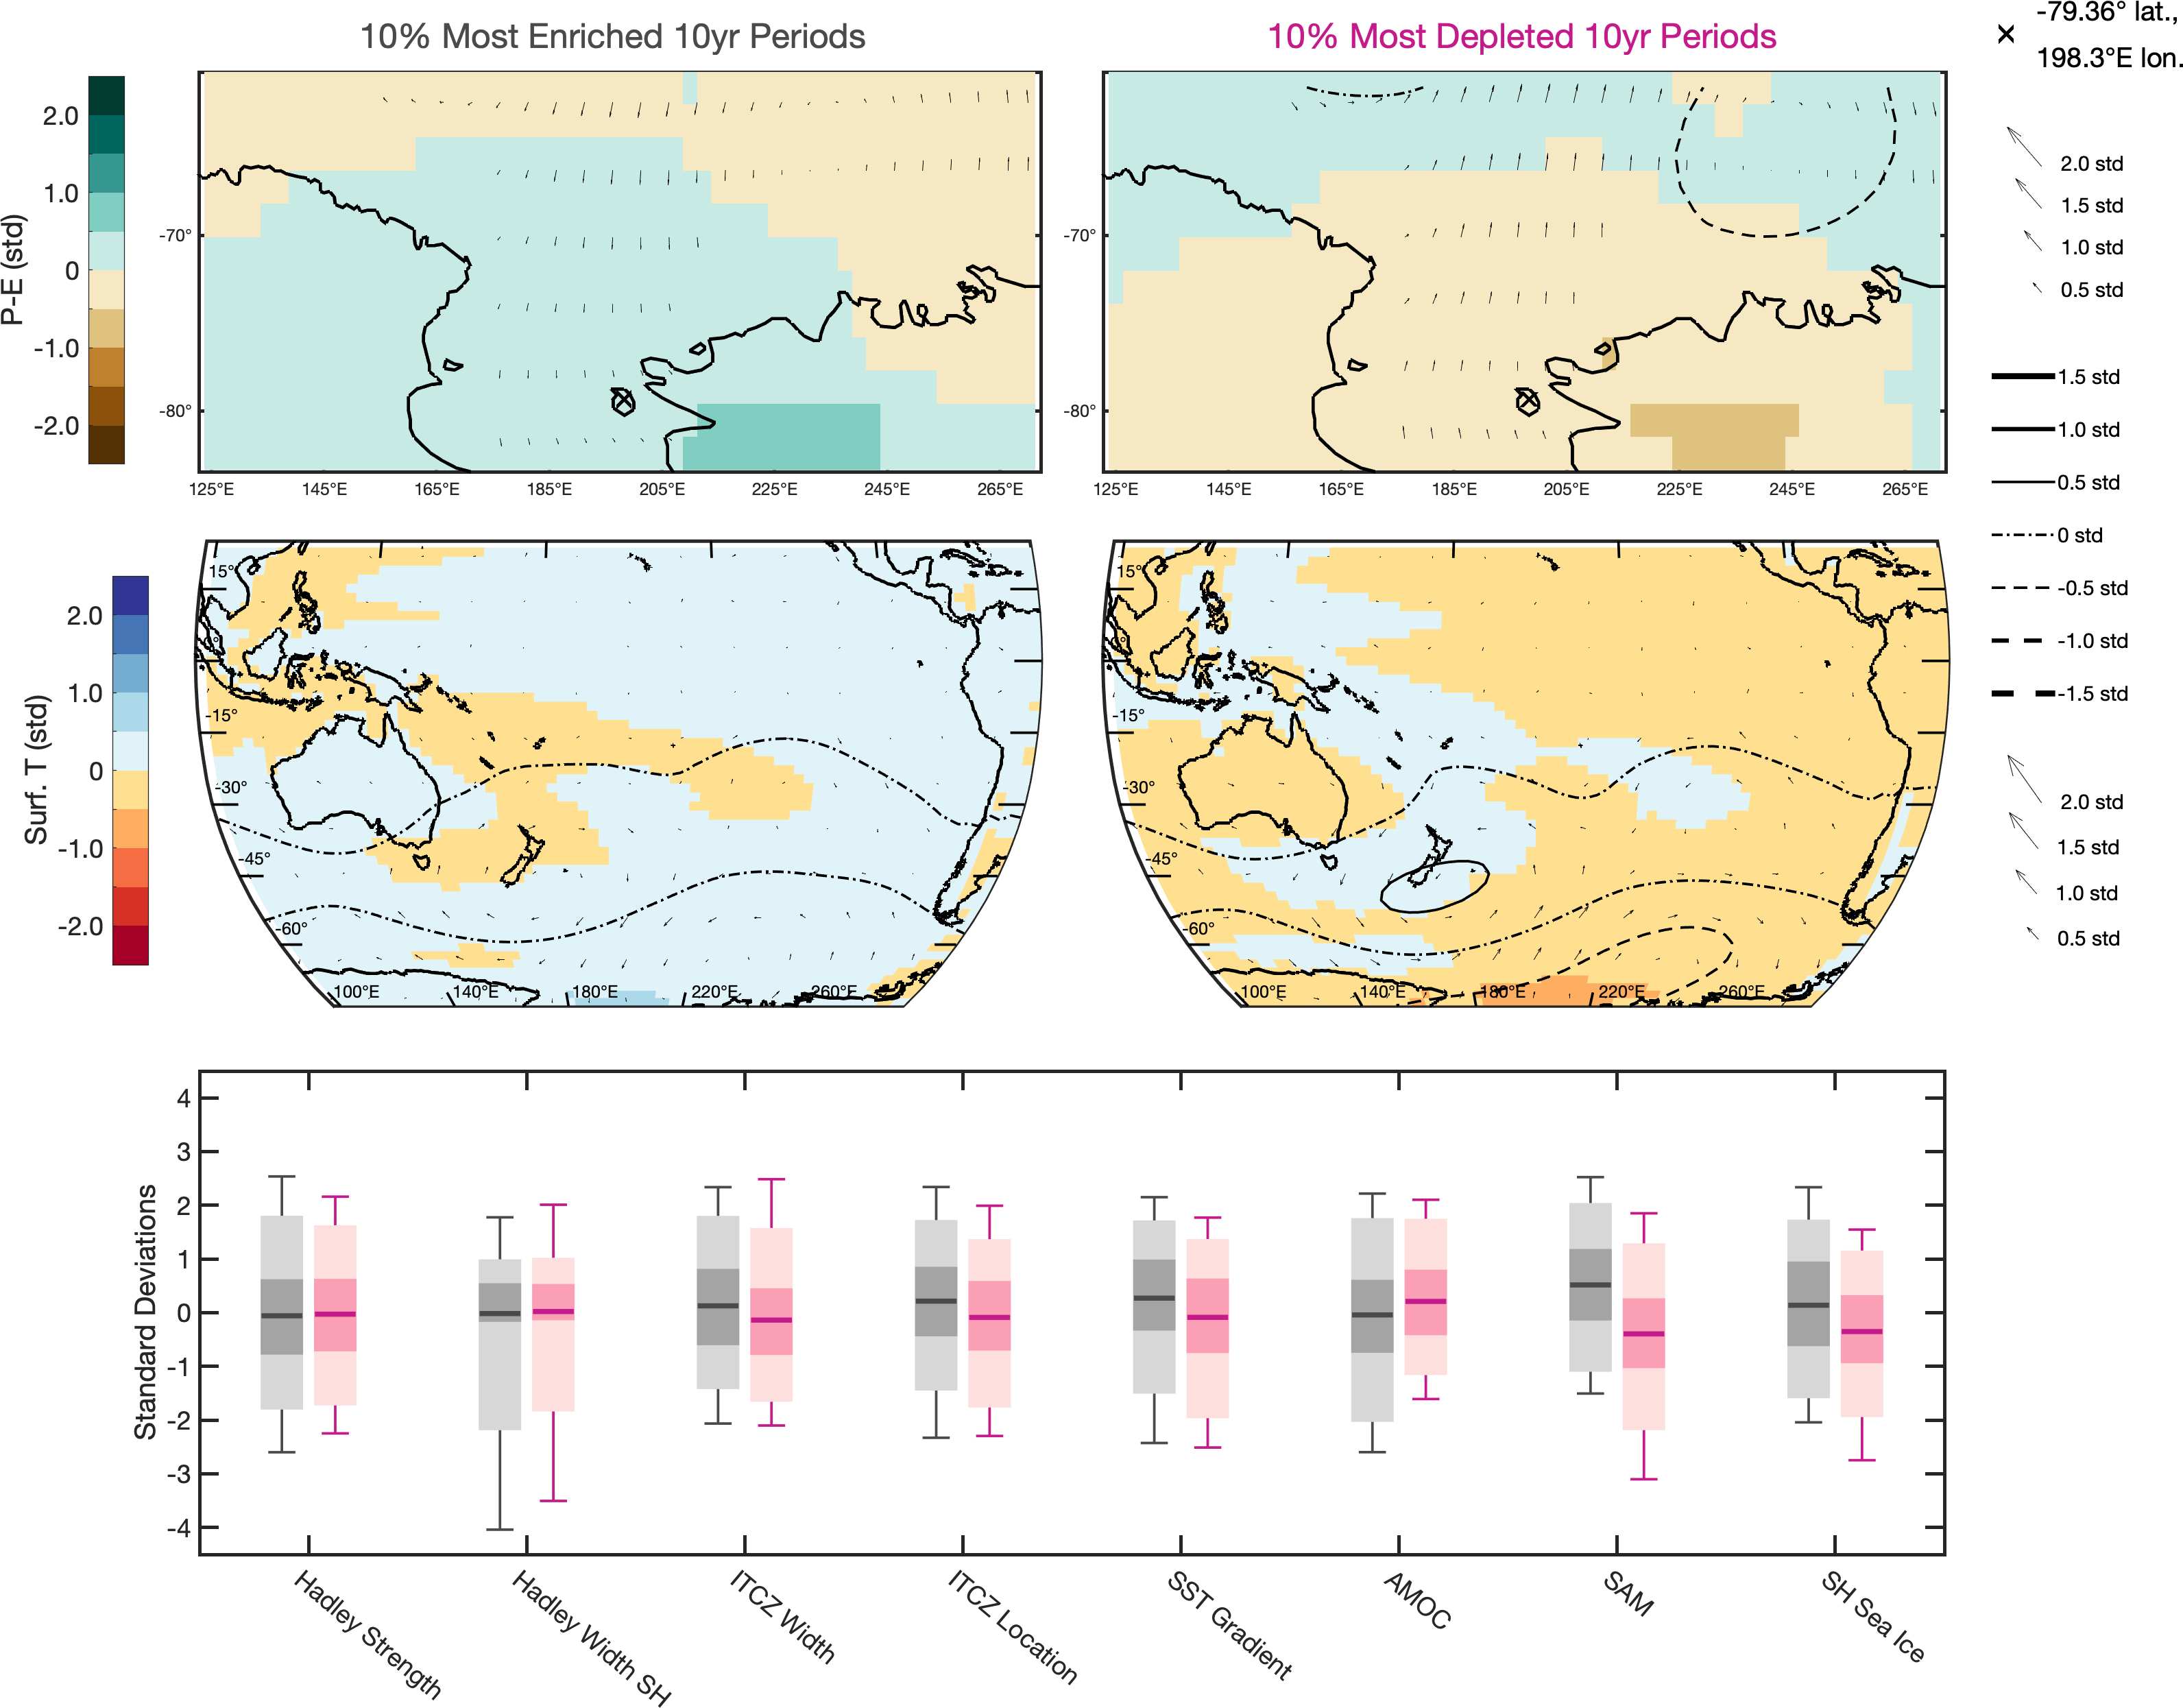 10% Most Enriched 10yr Periods
10% Most Depleted 10yr Periods
-79.36° lat.,
198.3°E lon.
P-E (std)
2.0
1.0
0
-1.0
-2.0
-70°
-80°
125°E 145°E 165°E 185°E 205°E 225°E 245°E 265°E
-70°
-80°
125°E 145°E 165°E 185°E 205°E 225°E 245°E 265°E
2.0 std
1.5 std
1.0 std
0.5 std
1.5 std
1.0 std
0.5 std
0 std
-0.5 std
-1.0 std
-1.5 std
2.0 std
1.5 std
1.0 std
0.5 std
Surf. T (std)
2.0
1.0
0
-1.0
-2.0
15°
-15°
-30°
-45°
-60°
100°E 140°E 180°E 220°E 260°E
15°
-15°
-30°
-45°
-60°
100°E 140°E 180°E 220°E 260°E
Standard Deviations
4
3
2
1
0
-1
-2
-3
-4
Hadley Strength
Hadley Width SH
ITCZ Width
ITCZ Location
SST Gradient
AMOC
SAM
SH Sea Ice